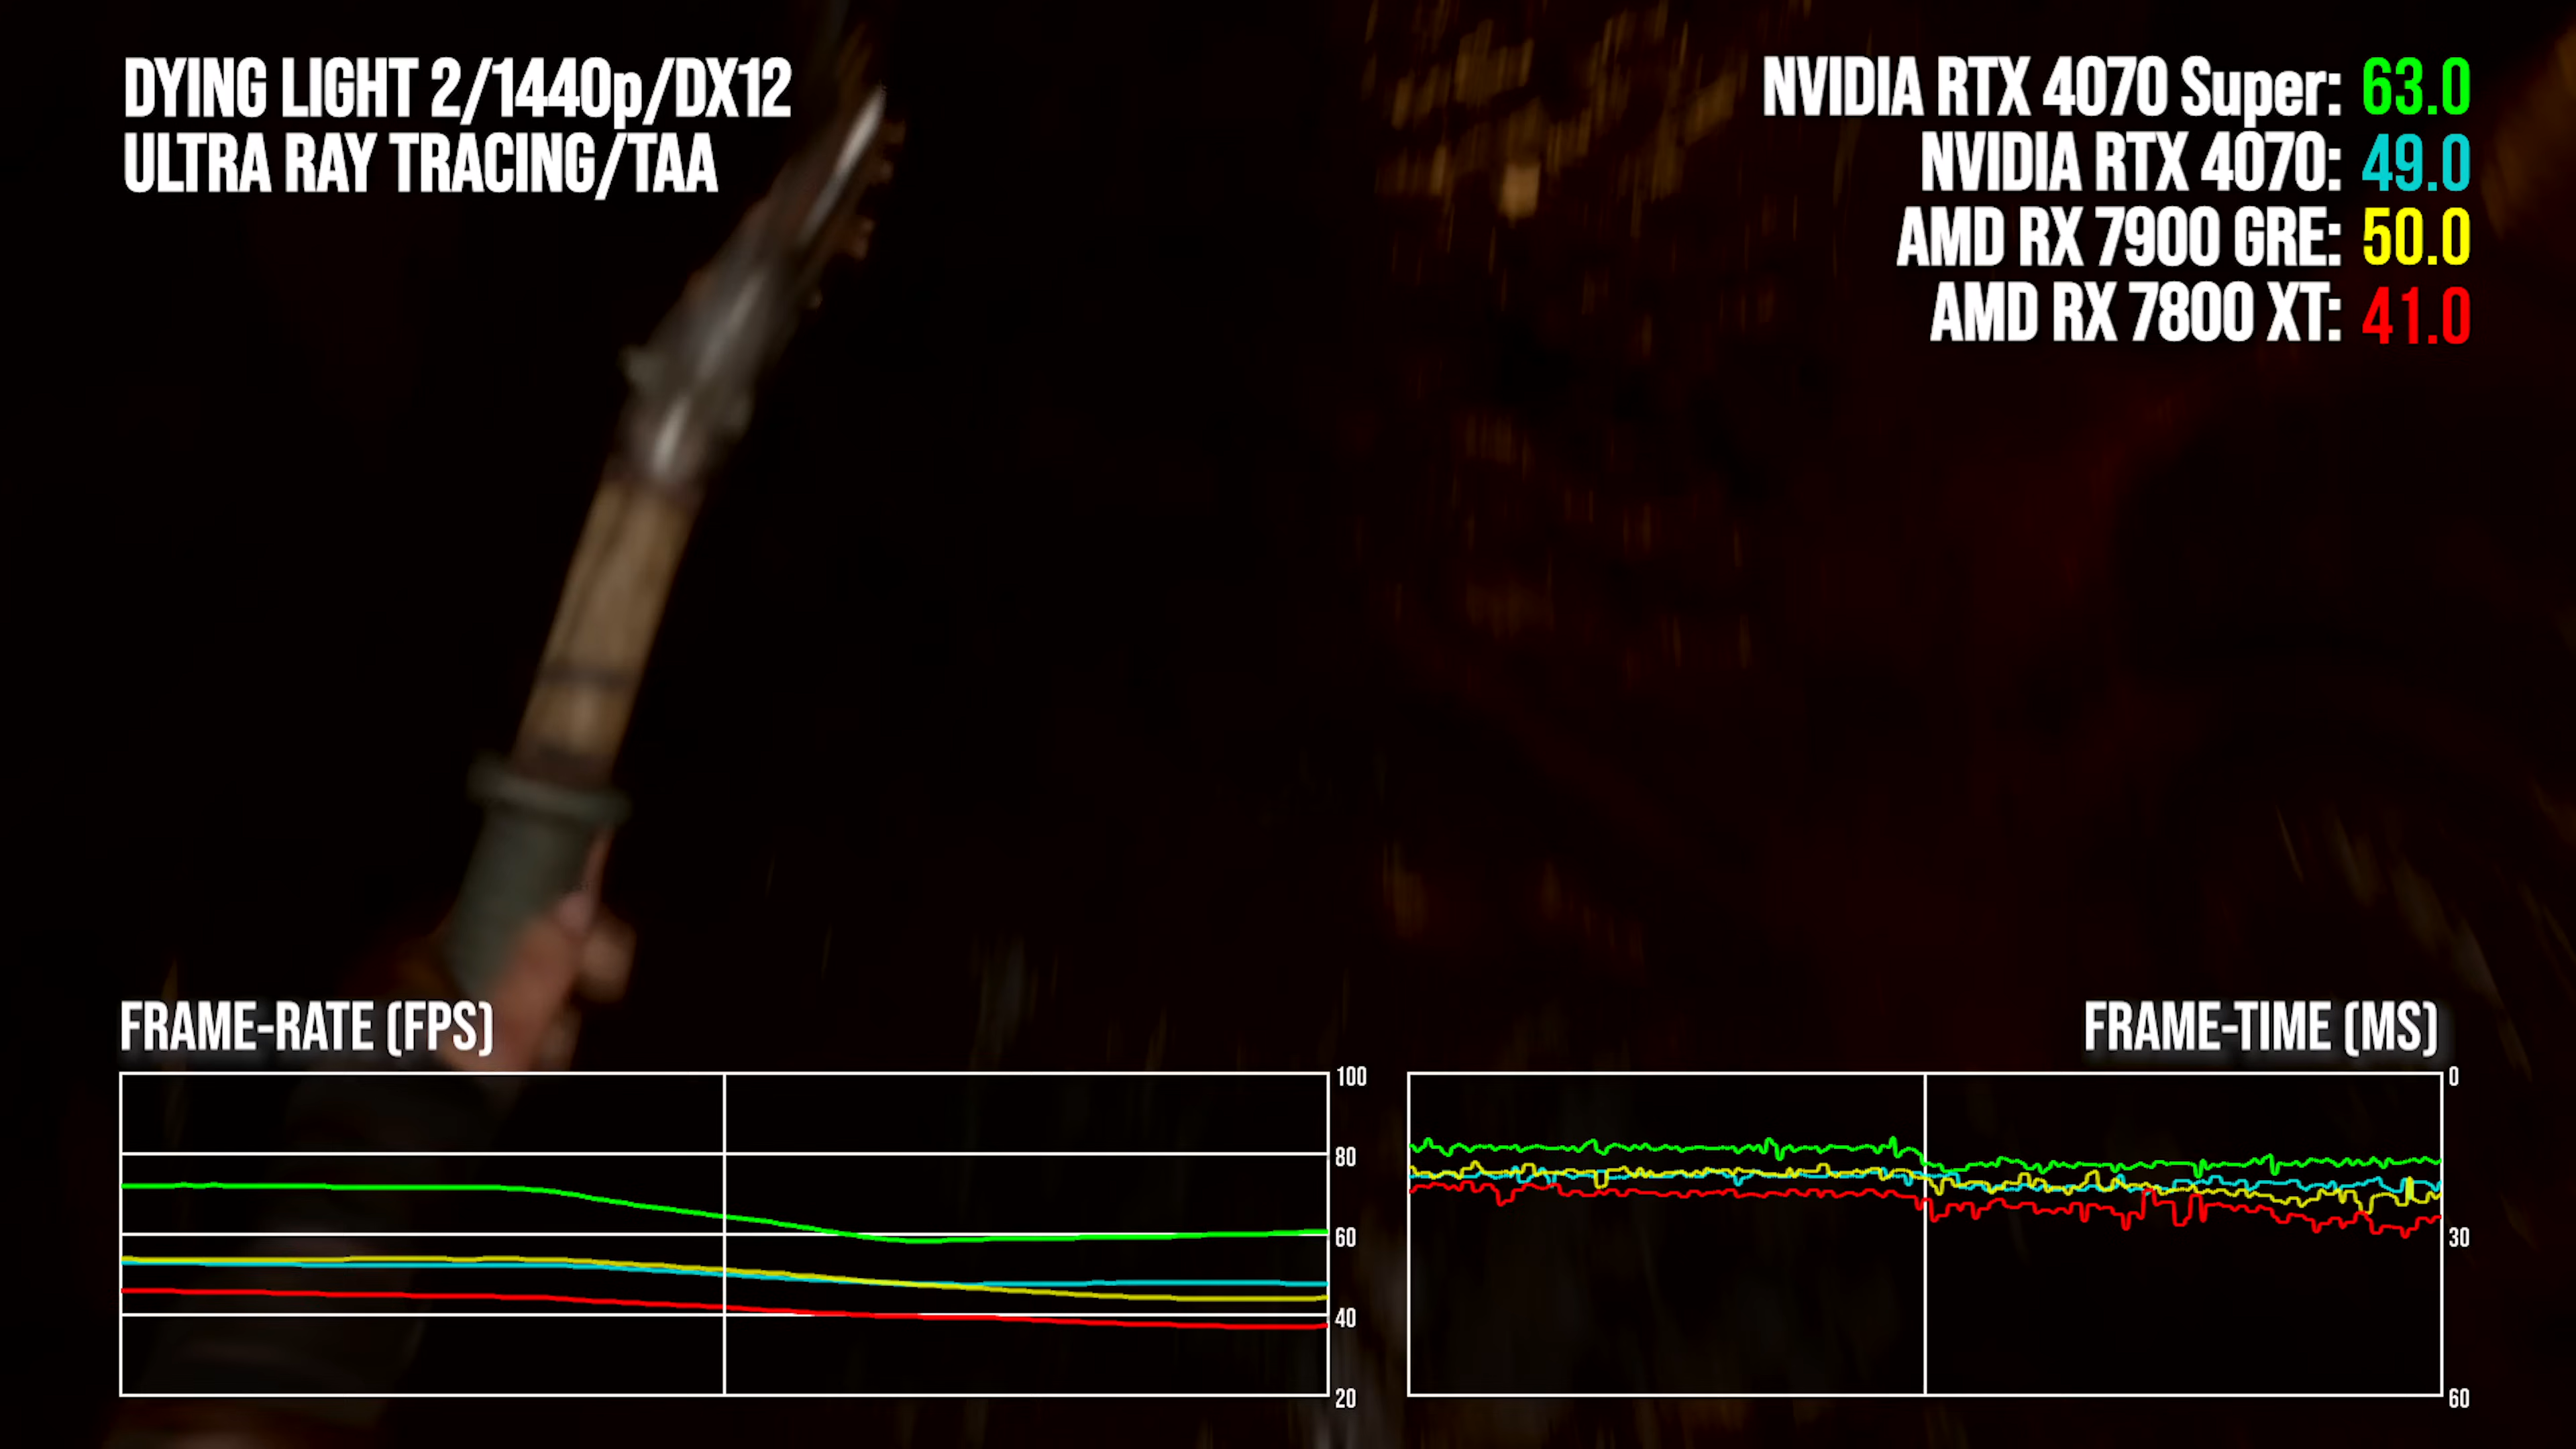 DYING LIGHT 2/1440p/DX12
ULTRA RAY TRACING/TAA
NVIDIA RTX 4070 Super: 63.0
NVIDIA RTX 4070: 49.0
AMD RX 7900 GRE: 50.0
AMD RX 7800 XT: 41.0
FRAME-RATE (FPS)
100
80
60
40
20
FRAME-TIME (MS)
0
30
60